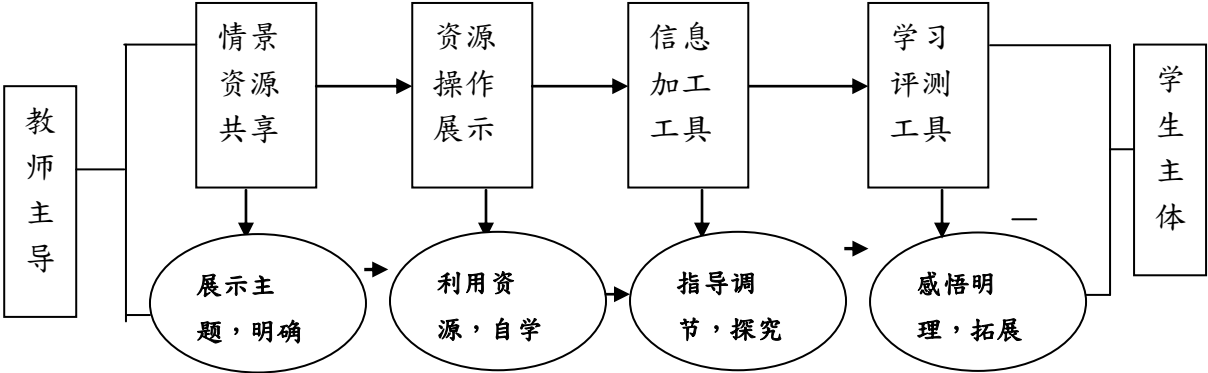 教师主导
情景
资源
共享
资源
操作
展示
信息
加工
工具
学习
评测
工具
学生主体
展示主
题，明确
利用资
源，自学
指导调
节，探究
感悟明
理，拓展